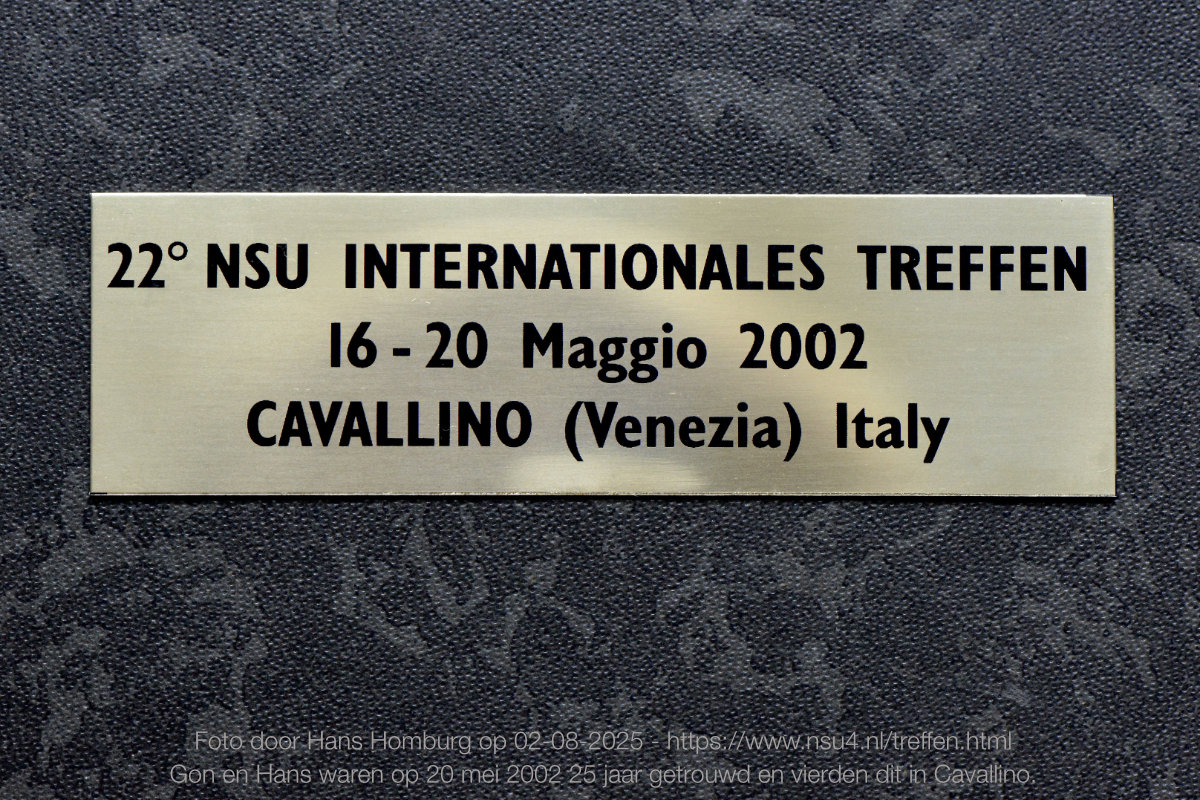 22° NSU INTERNATIONALES TREFFEN
16 - 20 Maggio 2002
CAVALLINO (Venezia) Italy
Foto door Hans Homburg op 02-08-2025 - https://www.nsu4.nl/treffen.html
Gon en Hans waren op 20 mei 2002 25 jaar getrouwd en vierden dit in Cavallino.